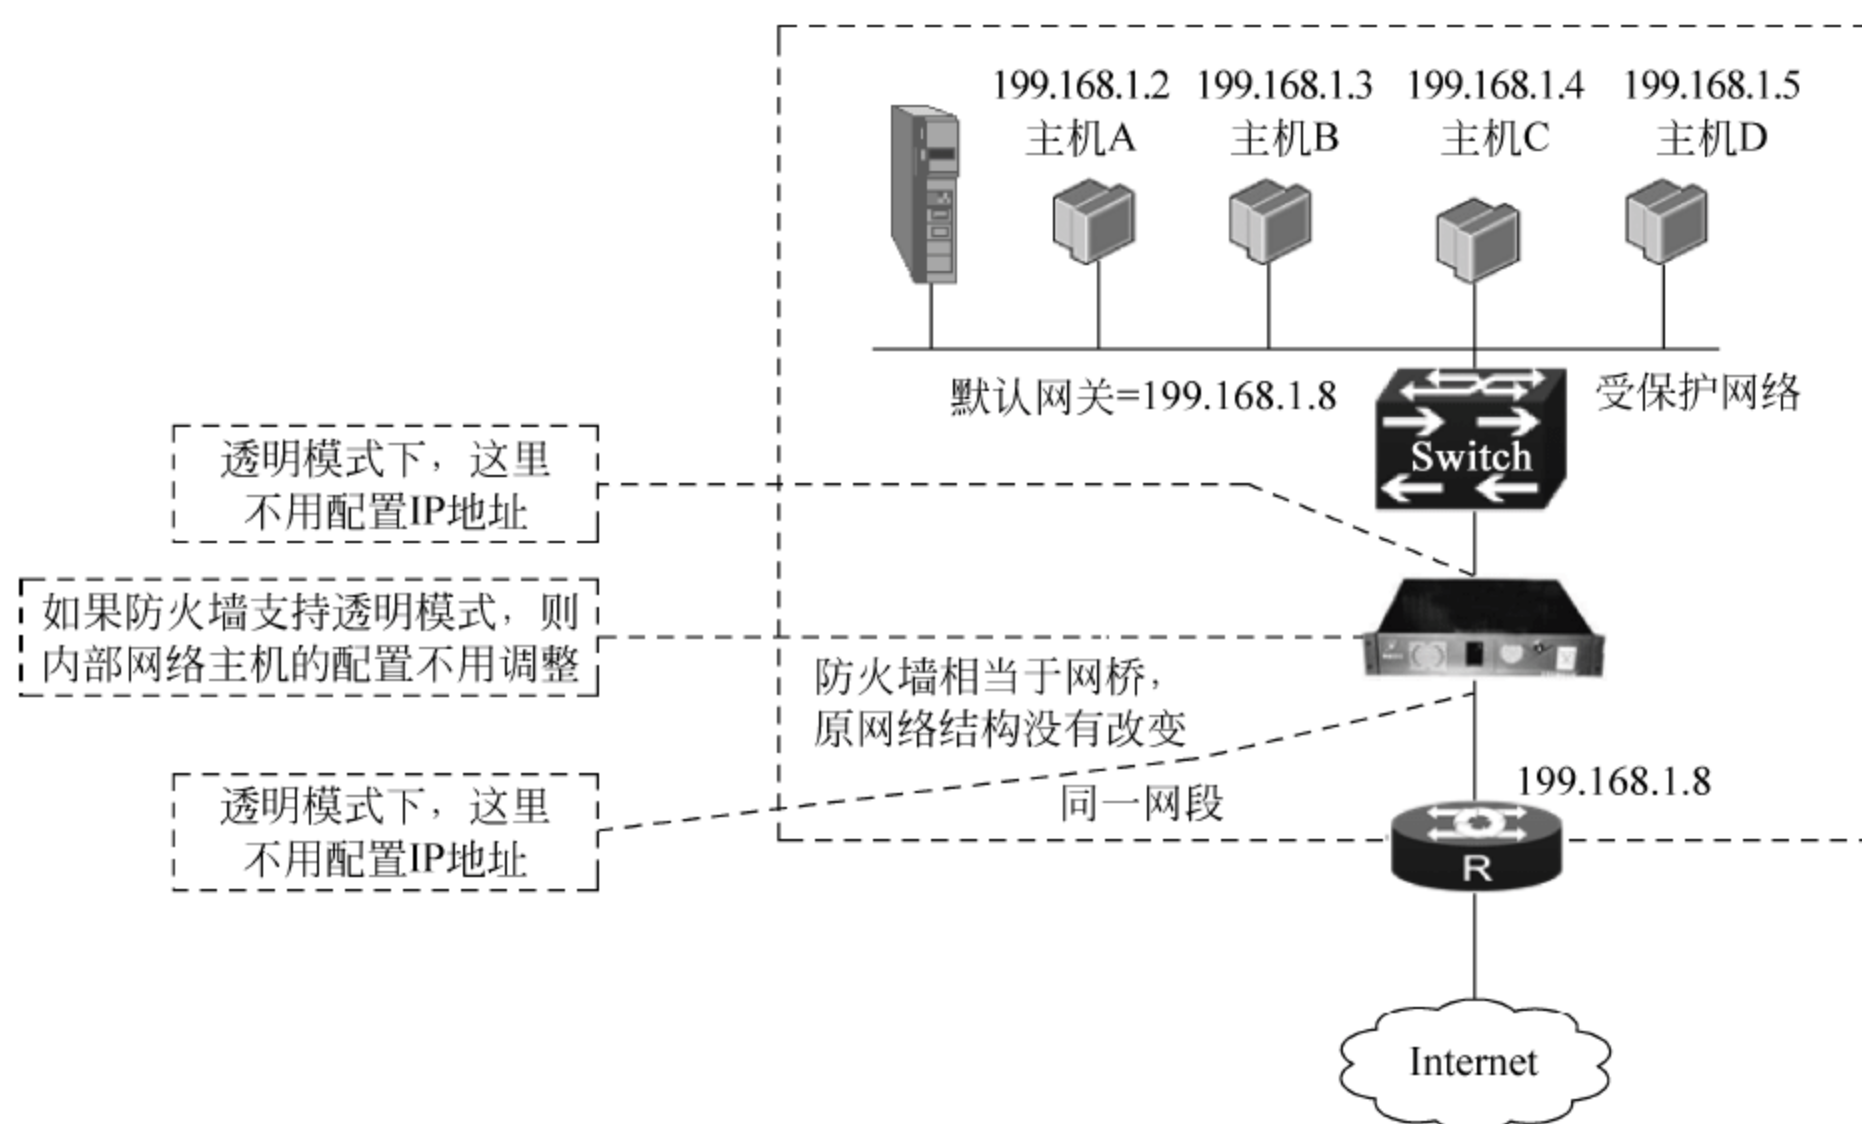 199.168.1.2 199.168.1.3 199.168.1.4 199.168.1.5
主机A 主机B 主机C 主机D
默认网关=199.168.1.8
受保护网络
Switch
透明模式下，这里
不用配置IP地址
如果防火墙支持透明模式，则
内部网络主机的配置不用调整
防火墙相当于网桥，
原网络结构没有改变
透明模式下，这里
不用配置IP地址
同一网段
199.168.1.8
R
Internet